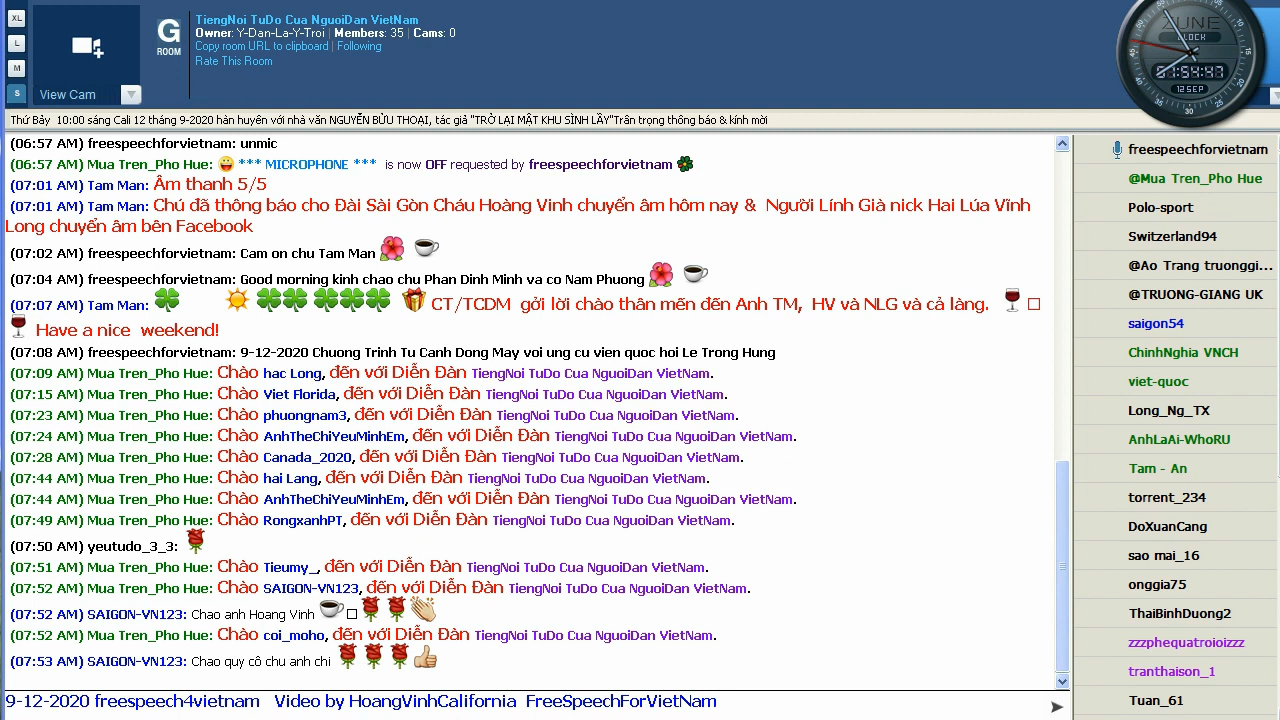 XL
L
M
S
View Cam
G
ROOM
TiengNoi TuDo Cua NguoiDan VietNam
Owner: Y-Dan-La-Y-Troi | Members: 35 | Cams: 0
Copy room URL to clipboard | Following
Rate This Room
CLOCK
12 SEP
Thứ Bảy 10:00 sáng Cali 12 tháng 9-2020 hàn huyên với nhà văn NGUYỄN BỬU THOẠI, tác giả "TRỞ LẠI MẬT KHU SÌNH LẦY"Trân trọng thông báo & kính mời
(06:57 AM) freespeechforvietnam: unmic
(06:57 AM) Mua Tren_Pho Hue: *** MICROPHONE *** is now OFF requested by freespeechforvietnam
(07:01 AM) Tam Man: Âm thanh 5/5
(07:01 AM) Tam Man: Chú đã thông báo cho Đài Sài Gòn Cháu Hoàng Vinh chuyển âm hôm nay & Người Lính Già nick Hai Lúa Vĩnh
Long chuyển âm bên Facebook
(07:02 AM) freespeechforvietnam: Cam on chu Tam Man
(07:04 AM) freespeechforvietnam: Good morning kinh chao chu Phan Dinh Minh va co Nam Phuong
(07:07 AM) Tam Man: CT/TCDM gởi lời chào thân mến đến Anh TM, HV và NLG và cả làng.
Have a nice weekend!
(07:08 AM) freespeechforvietnam: 9-12-2020 Chuong Trinh Tu Canh Dong May voi ung cu vien quoc hoi Le Trong Hung
(07:09 AM) Mua Tren_Pho Hue: Chào hac Long, đến với Diễn Đàn TiengNoi TuDo Cua NguoiDan VietNam.
(07:15 AM) Mua Tren_Pho Hue: Chào Viet Florida, đến với Diễn Đàn TiengNoi TuDo Cua NguoiDan VietNam.
(07:23 AM) Mua Tren_Pho Hue: Chào phuongnam3, đến với Diễn Đàn TiengNoi TuDo Cua NguoiDan VietNam.
(07:24 AM) Mua Tren_Pho Hue: Chào AnhTheChiYeuMinhEm, đến với Diễn Đàn TiengNoi TuDo Cua NguoiDan VietNam.
(07:28 AM) Mua Tren_Pho Hue: Chào Canada_2020, đến với Diễn Đàn TiengNoi TuDo Cua NguoiDan VietNam.
(07:44 AM) Mua Tren_Pho Hue: Chào hai Lang, đến với Diễn Đàn TiengNoi TuDo Cua NguoiDan VietNam.
(07:44 AM) Mua Tren_Pho Hue: Chào AnhTheChiYeuMinhEm, đến với Diễn Đàn TiengNoi TuDo Cua NguoiDan VietNam.
(07:49 AM) Mua Tren_Pho Hue: Chào RongxanhPT, đến với Diễn Đàn TiengNoi TuDo Cua NguoiDan VietNam.
(07:50 AM) yeutudo_3_3:
(07:51 AM) Mua Tren_Pho Hue: Chào Tieumy_, đến với Diễn Đàn TiengNoi TuDo Cua NguoiDan VietNam.
(07:52 AM) Mua Tren_Pho Hue: Chào SAIGON-VN123, đến với Diễn Đàn TiengNoi TuDo Cua NguoiDan VietNam.
(07:52 AM) SAIGON-VN123: Chao anh Hoang Vinh
(07:52 AM) Mua Tren_Pho Hue: Chào coi_moho, đến với Diễn Đàn TiengNoi TuDo Cua NguoiDan VietNam.
(07:53 AM) SAIGON-VN123: Chao quy cô chu anh chi
9-12-2020 freespeech4vietnam Video by HoangVinhCalifornia FreeSpeechForVietNam
freespeechforvietnam
@Mua Tren_Pho Hue
Polo-sport
Switzerland94
@Ao Trang truonggi...
@TRUONG-GIANG UK
saigon54
ChinhNghia VNCH
viet-quoc
Long_Ng_TX
AnhLaAi-WhoRU
Tam - An
torrent_234
DoXuanCang
sao mai_16
onggia75
ThaiBinhDuong2
zzzphequatroioizzz
tranthaison_1
Tuan_61